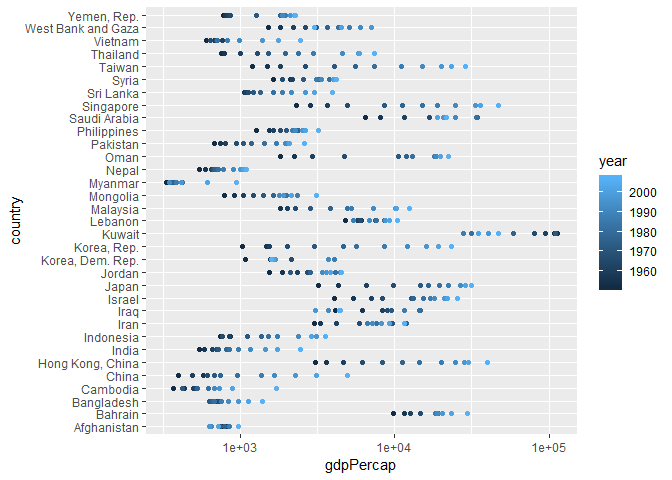 Yemen, Rep.
West Bank and Gaza
Vietnam
Thailand
Taiwan
Syria
Sri Lanka
Singapore
Saudi Arabia
Philippines
Pakistan
Oman
Nepal
Myanmar
Mongolia
Malaysia
Lebanon
Kuwait
Korea, Rep.
Korea, Dem. Rep.
Jordan
Japan
Israel
Iraq
Iran
Indonesia
India
Hong Kong, China
China
Cambodia
Bangladesh
Bahrain
Afghanistan
country
1e+03 1e+04 1e+05
gdpPercap
year
2000
1990
1980
1970
1960